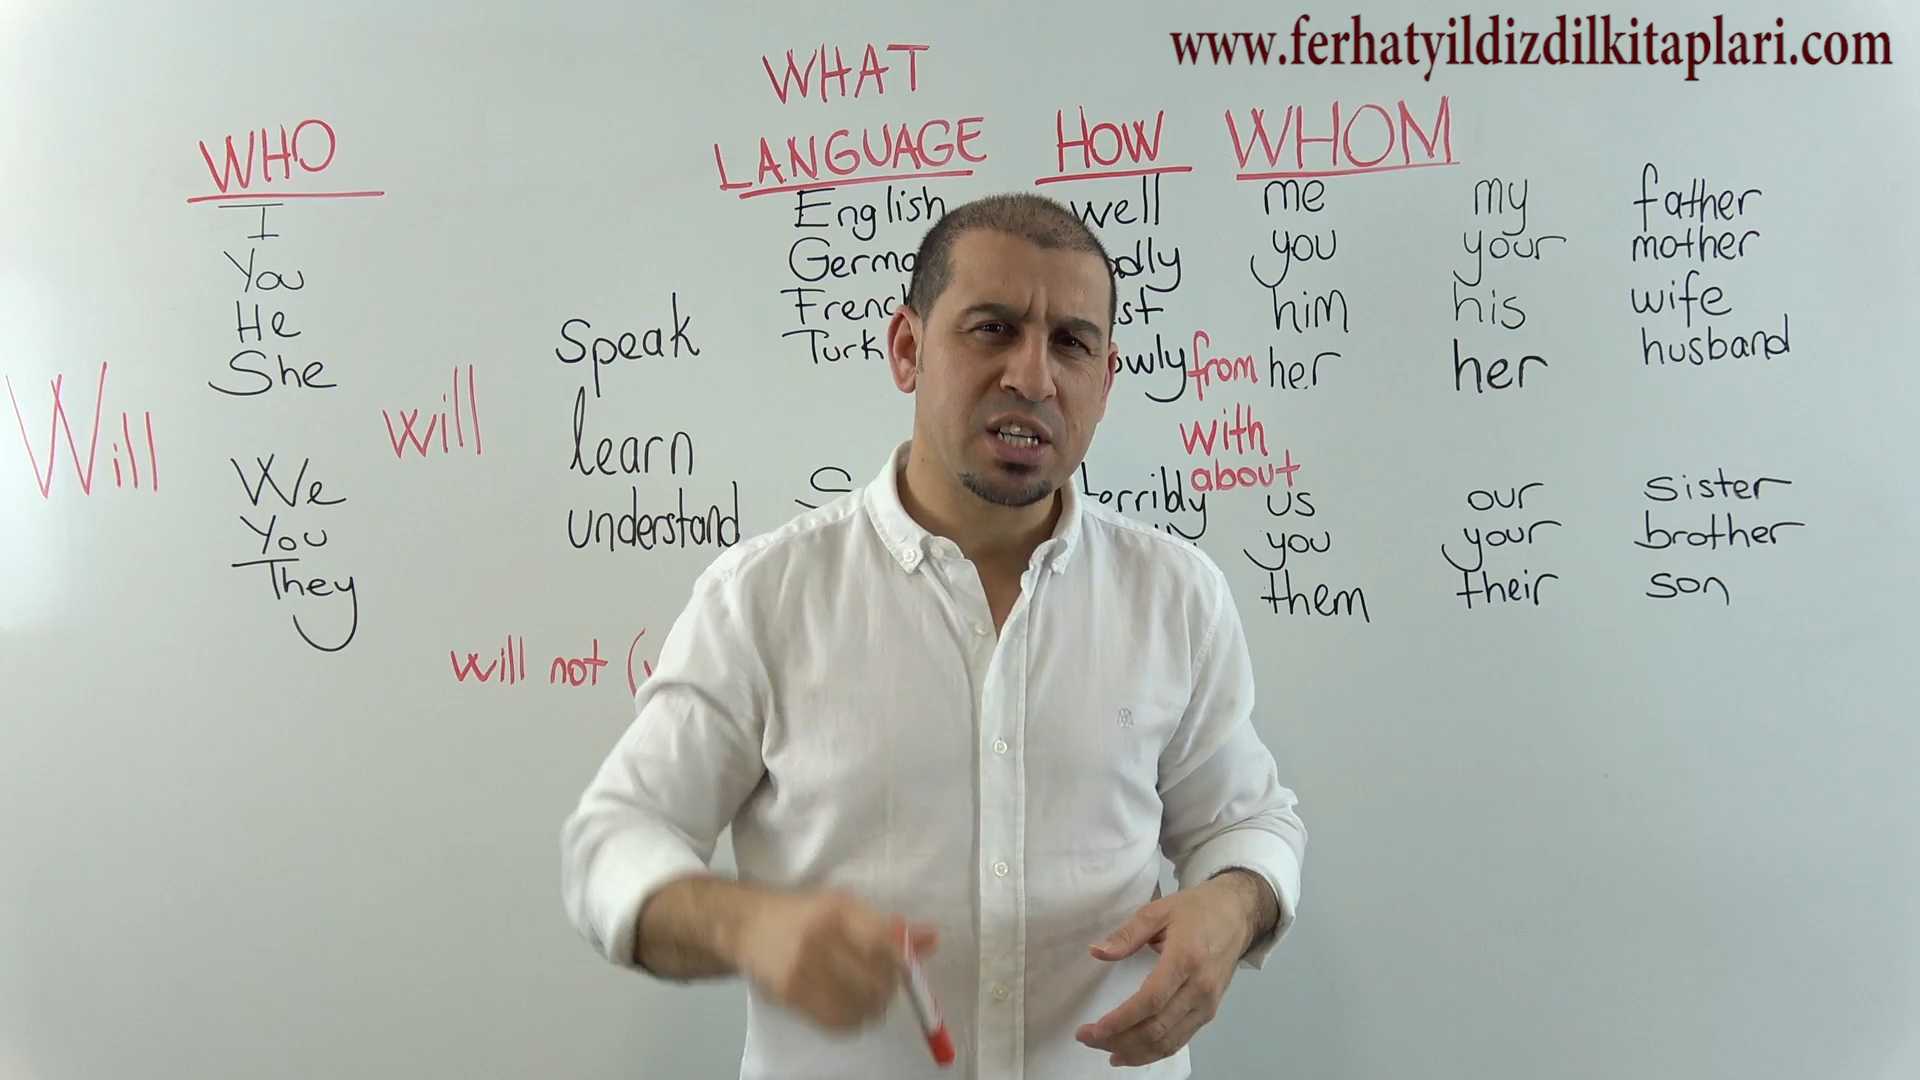 www.ferhatyildizdilkitaplari.com
WHAT
WHO LANGUAGE HOW WHOM
I English well me my father
You you your mother
He him his wife
She speak from her her husband
Will will learn with
about
We understand terribly us our sister
You you your brother
They them their son
will not (